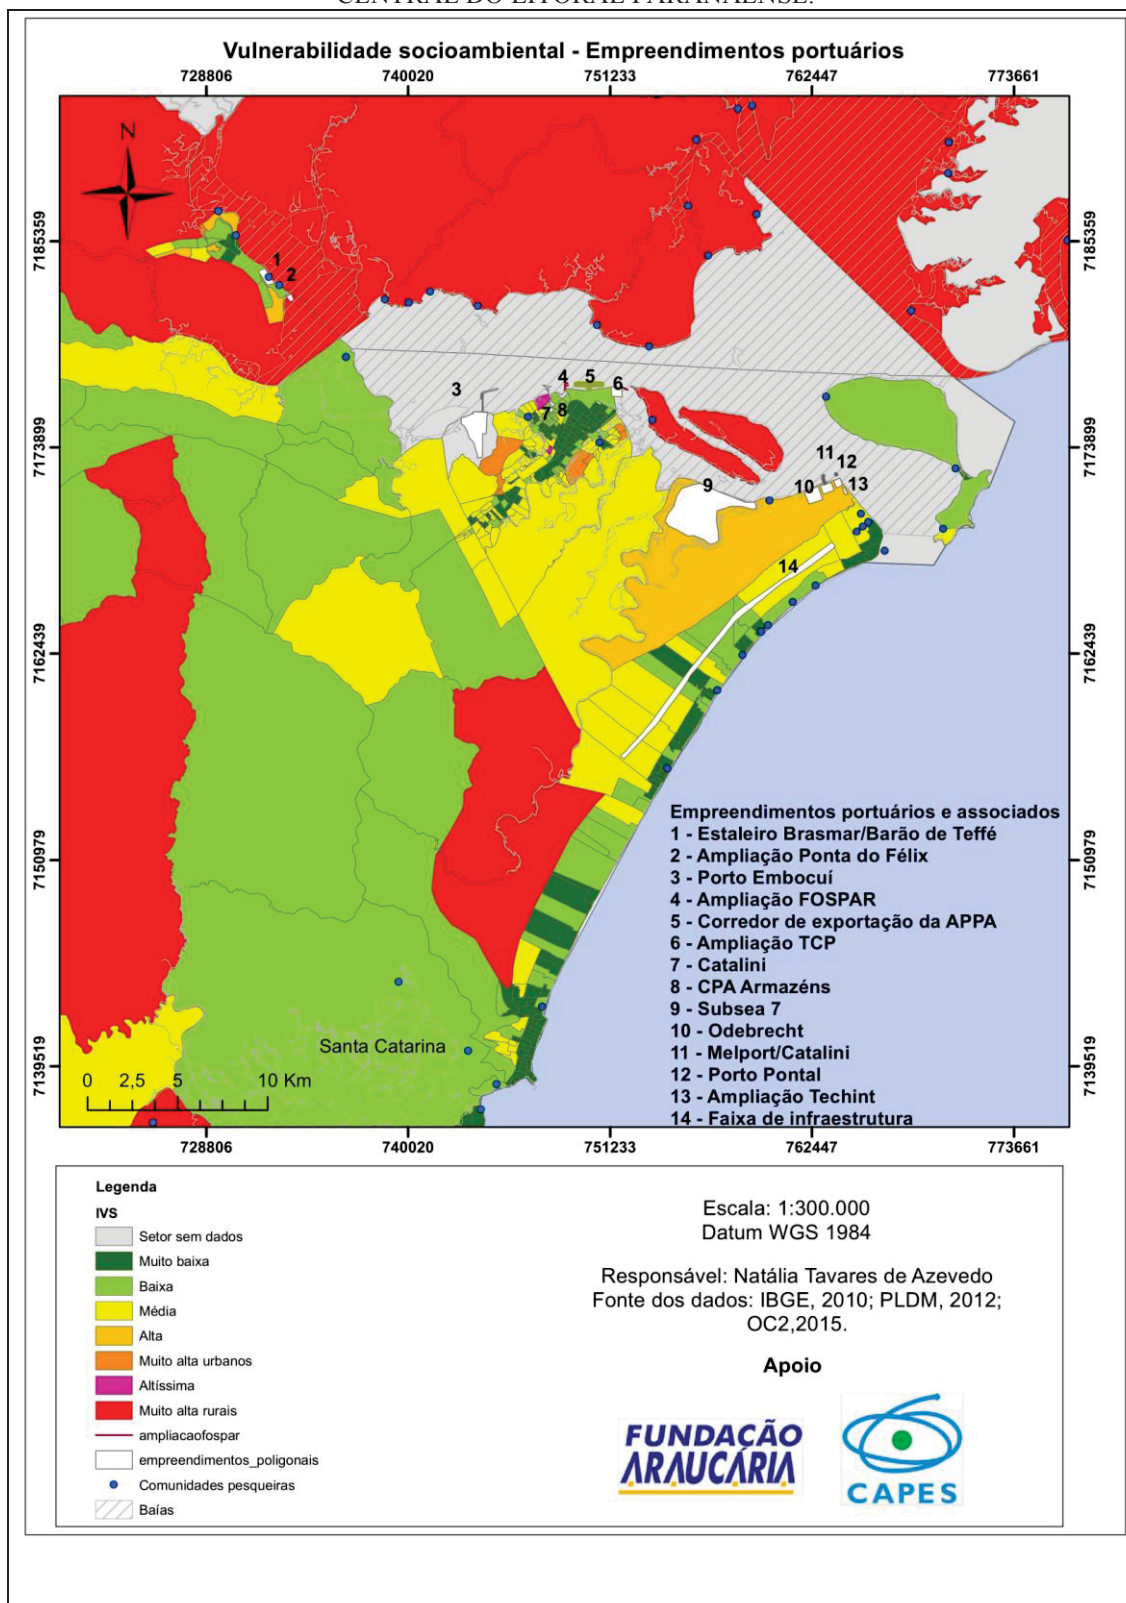 CENTRAL DO LITORAL PARANAENSE.
Vulnerabilidade socioambiental - Empreendimentos portuários
728806 740020 751233 762447 773661
N
7185359 7185359
1
2
3 4 5 6
7 8
7173899 7173899
9 10 11 12 13
14
7162439 7162439
Empreendimentos portuários e associados
1 - Estaleiro Brasmar/Barão de Teffé
2 - Ampliação Ponta do Félix
3 - Porto Embocuí
4 - Ampliação FOSPAR
5 - Corredor de exportação da APPA
6 - Ampliação TCP
7 - Catalini
8 - CPA Armazéns
9 - Subsea 7
10 - Odebrecht
11 - Melport/Catalini
12 - Porto Pontal
13 - Ampliação Techint
14 - Faixa de infraestrutura
7150979 7150979
Santa Catarina
7139519 7139519
0 2,5 5 10 Km
728806 740020 751233 762447 773661
Legenda
IVS
Setor sem dados
Muito baixa
Baixa
Média
Alta
Muito alta urbanos
Altíssima
Muito alta rurais
ampliacaofospar
empreendimentos_poligonais
Comunidades pesqueiras
Baías
Escala: 1:300.000
Datum WGS 1984
Responsável: Natália Tavares de Azevedo
Fonte dos dados: IBGE, 2010; PLDM, 2012;
OC2,2015.
Apoio
FUNDAÇÃO
ARAUCÁRIA
CAPES